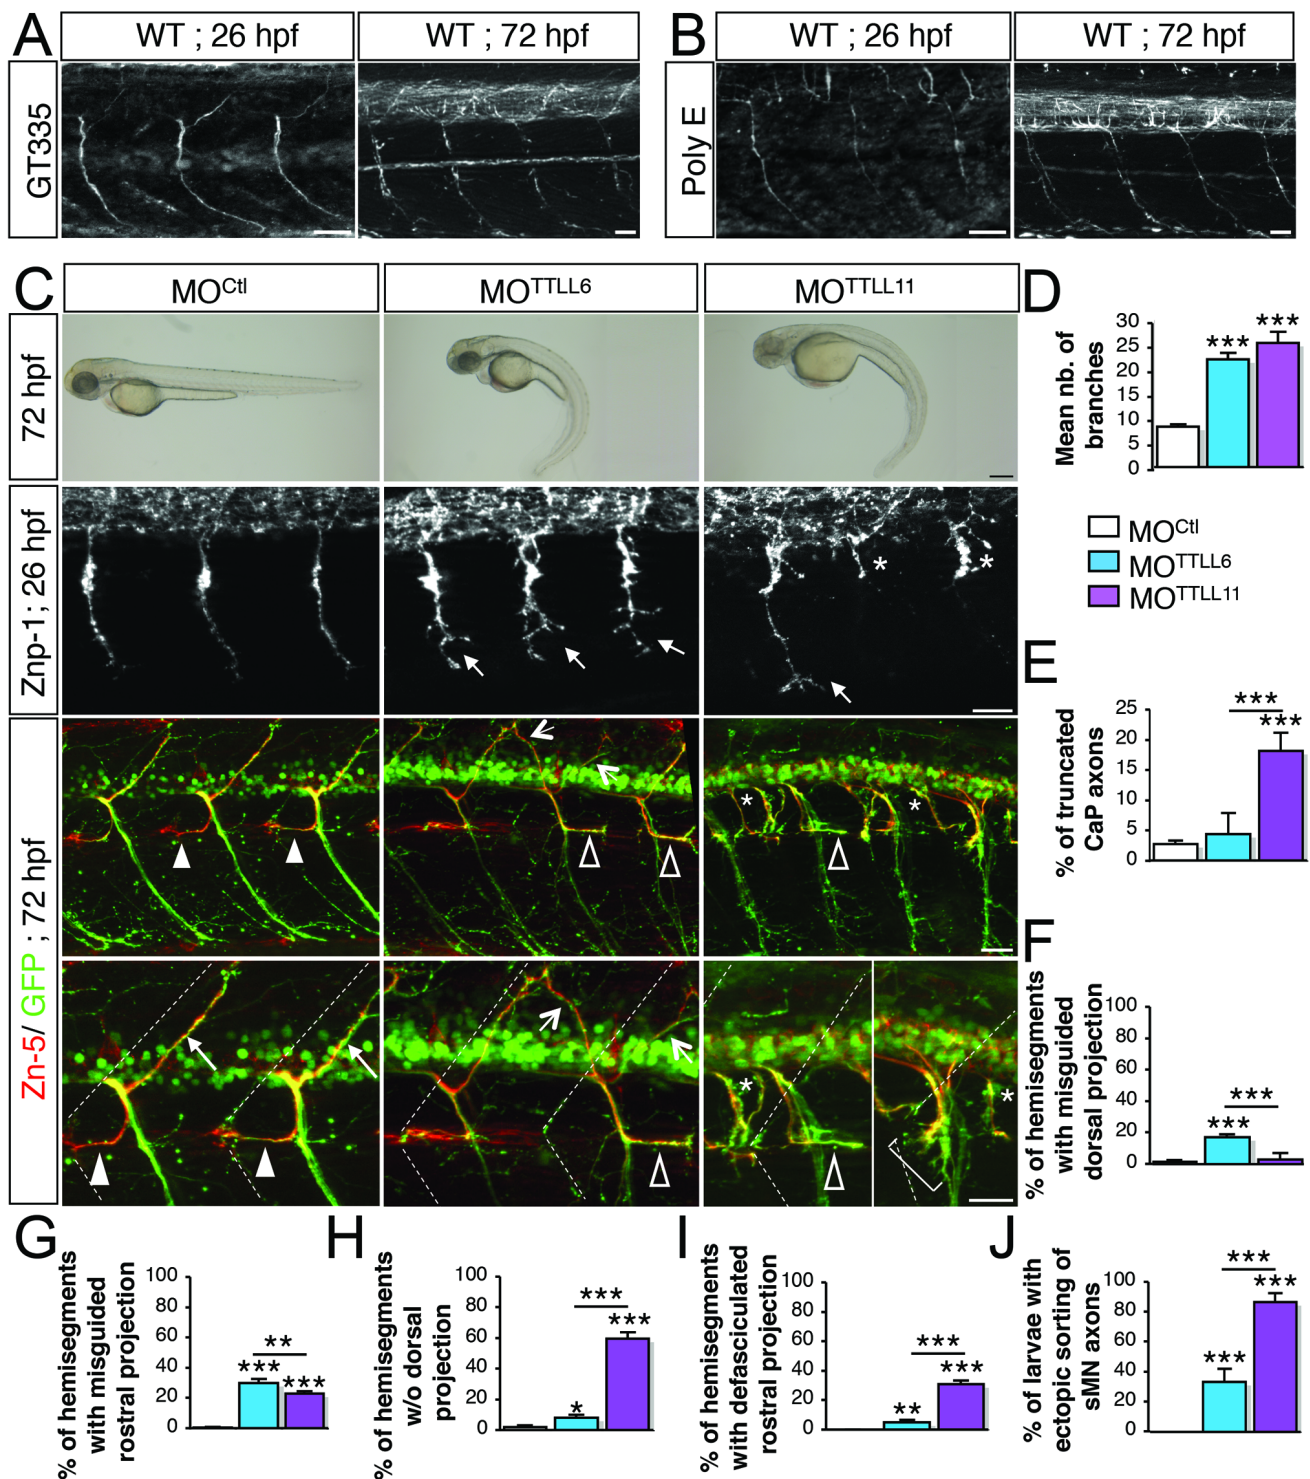 A
WT ; 26 hpf
WT ; 72 hpf
GT335
B
WT ; 26 hpf
WT ; 72 hpf
Poly E
C
MOCtl
MOTTLL6
MOTTLL11
72 hpf
Znp-1; 26 hpf
*
*
Zn-5/ GFP ; 72 hpf
*
*
*
*
D
Mean nb. of
branches
30
25
20
15
10
5
0
***
***
MOCtl
MOTTLL6
MOTTLL11
E
% of truncated
CaP axons
25
20
15
10
5
0
***
***
F
% of hemisegments
with misguided
dorsal projection
100
80
60
40
20
0
***
***
G
% of hemisegments
with misguided
rostral projection
100
80
60
40
20
0
***
**
***
H
% of hemisegments
w/o dorsal
projection
100
80
60
40
20
0
*
***
***
I
% of hemisegments
with defasciculated
rostral projection
100
80
60
40
20
0
**
***
***
J
% of larvae with
ectopic sorting of
sMN axons
100
80
60
40
20
0
***
***
***